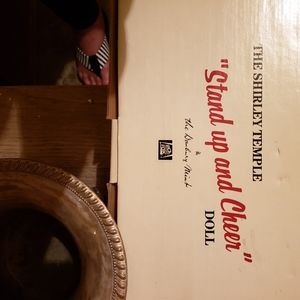 THE SHIRLEY TEMPLE
"Stand up and Cheer"
DOLL
&
The Danbury Mint